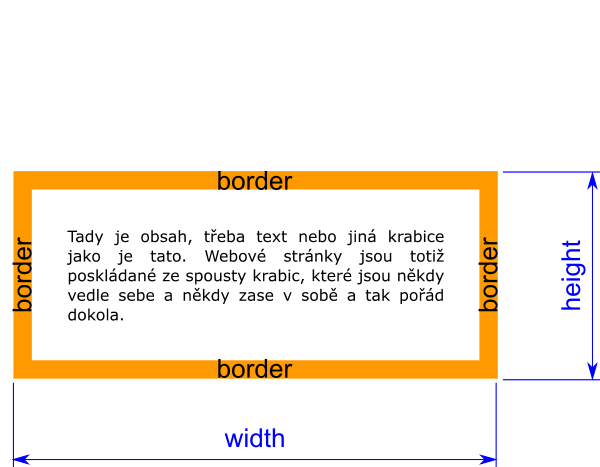 border
Tady je obsah, třeba text nebo jiná krabice
jako je tato. Webové stránky jsou totiž
poskládané ze spousty krabic, které jsou někdy
vedle sebe a někdy zase v sobě a tak pořád
dokola.
border
border
height
border
width